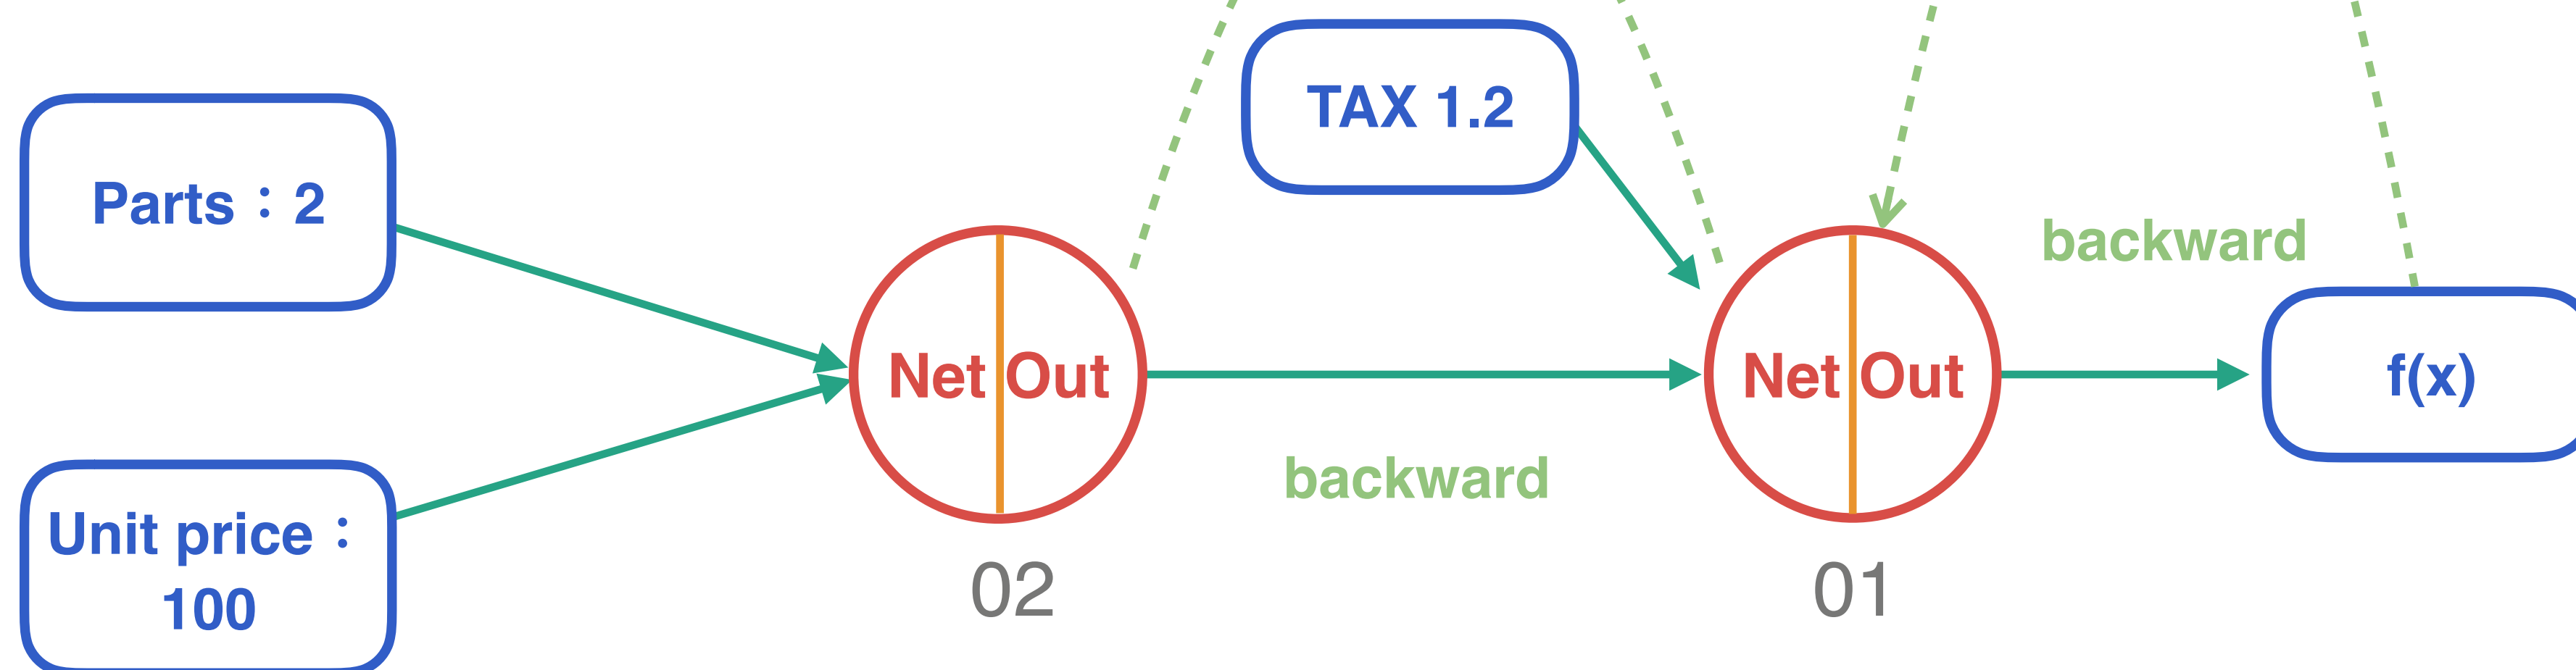 TAX 1.2
Parts：2
backward
Net Out
Net Out
f(x)
backward
Unit price：
100
02
01